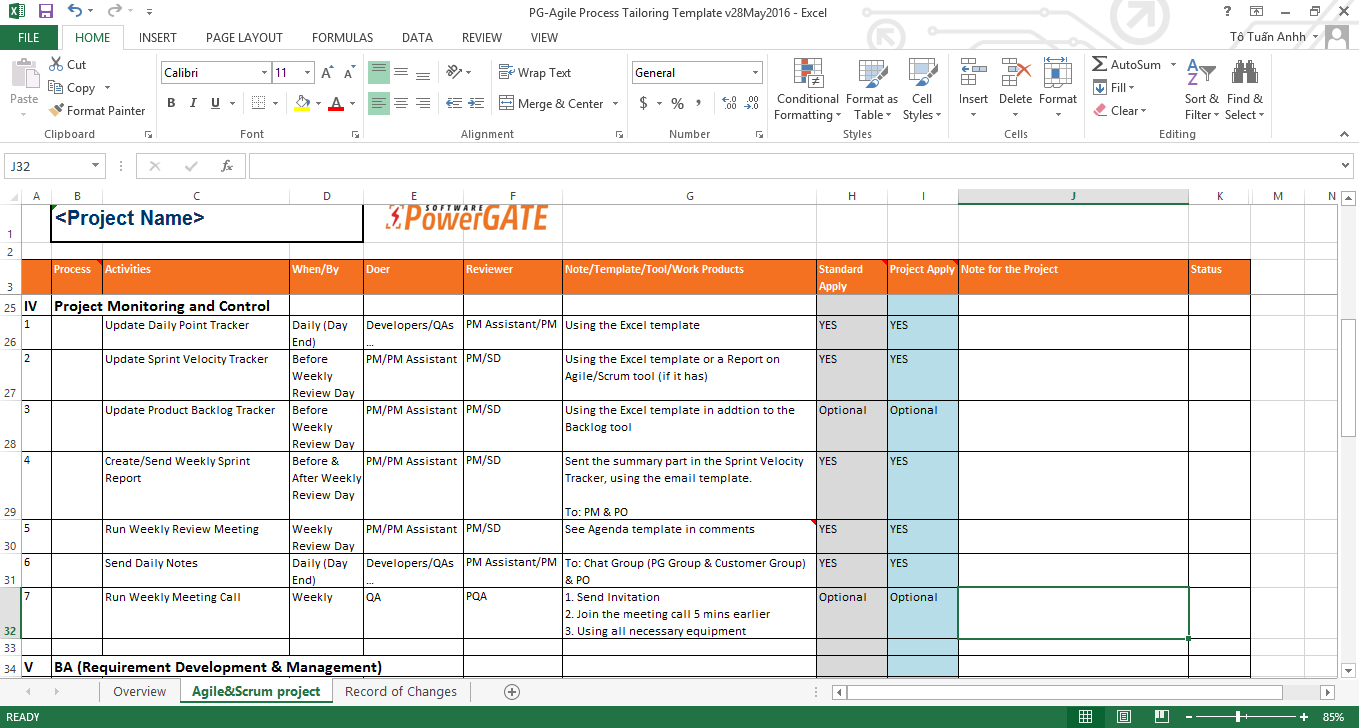 PG-Agile Process Tailoring Template v28May2016 - Excel
FILE HOME INSERT PAGE LAYOUT FORMULAS DATA REVIEW VIEW Tô Tuấn Anhh
Paste
Cut
Copy
Format Painter
Clipboard
Calibri 11
B I U
Font
Wrap Text
Merge & Center
Alignment
General
$ % ,
Number
Conditional
Formatting
Format as
Table
Cell
Styles
Styles
Insert Delete Format
Cells
AutoSum
Fill
Clear
Sort &
Filter
Find &
Select
Editing
J32 fx
A B C D E F G H I J K M N
1 <Project Name> SOFTWARE PowerGATE
2
3 Process Activities When/By Doer Reviewer Note/Template/Tool/Work Products Standard Apply Project Apply Note for the Project Status
25 IV Project Monitoring and Control
26 1 Update Daily Point Tracker Daily (Day End) Developers/QAs ... PM Assistant/PM Using the Excel template YES YES
27 2 Update Sprint Velocity Tracker Before Weekly Review Day PM/PM Assistant PM/SD Using the Excel template or a Report on Agile/Scrum tool (if it has) YES YES
28 3 Update Product Backlog Tracker Before Weekly Review Day PM/PM Assistant PM/SD Using the Excel template in addtion to the Backlog tool Optional Optional
29 4 Create/Send Weekly Sprint Report Before & After Weekly Review Day PM/PM Assistant PM/SD Sent the summary part in the Sprint Velocity Tracker, using the email template. To: PM & PO YES YES
30 5 Run Weekly Review Meeting Weekly Review Day PM/PM Assistant PM/SD See Agenda template in comments YES YES
31 6 Send Daily Notes Daily (Day End) Developers/QAs ... PM Assistant/PM To: Chat Group (PG Group & Customer Group) & PO YES YES
32 7 Run Weekly Meeting Call Weekly QA PQA 1. Send Invitation 2. Join the meeting call 5 mins earlier 3. Using all necessary equipment Optional Optional
33
34 V BA (Requirement Development & Management)
Overview Agile&Scrum project Record of Changes
READY 85%